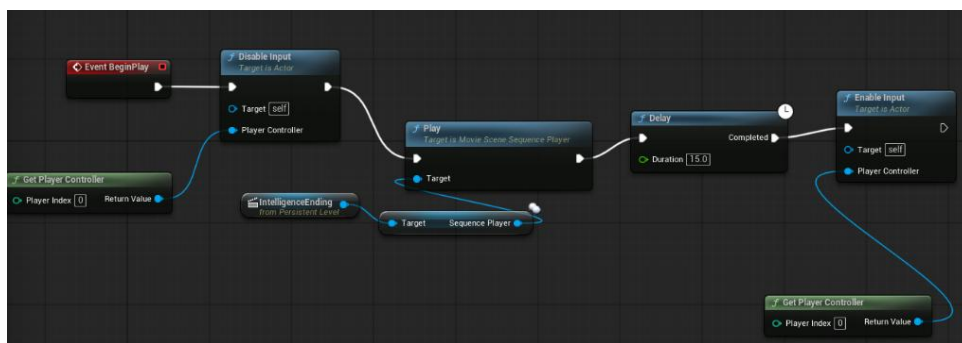 Event BeginPlay
f Disable Input
Target is Actor
Target self
Player Controller
f Get Player Controller
Player Index 0 Return Value
IntelligenceEnding
from Persistent Level
Target Sequence Player
f Play
Target is Movie Scene Sequence Player
Target
f Delay
Completed
Duration 15.0
f Enable Input
Target is Actor
Target self
Player Controller
f Get Player Controller
Player Index 0 Return Value